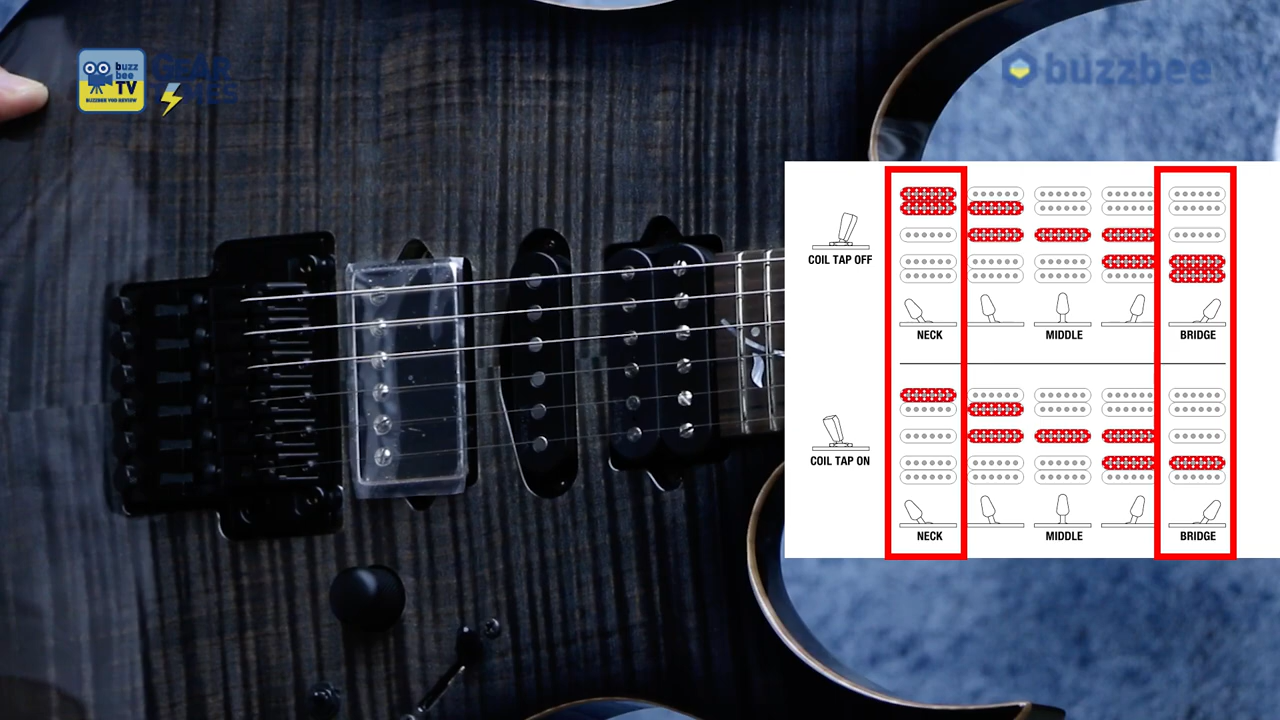 buzz
bee
TV
BUZZBEE VOD REVIEW
GEAR
buzzbee
COIL TAP OFF
NECK
MIDDLE
BRIDGE
COIL TAP ON
NECK
MIDDLE
BRIDGE